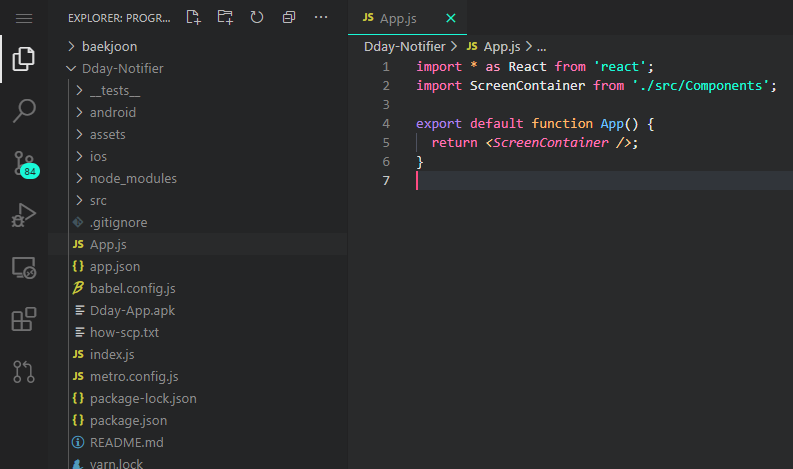 EXPLORER: PROGR...
baekjoon
Dday-Notifier
__tests__
android
assets
ios
node_modules
src
.gitignore
JS App.js
{} app.json
babel.config.js
Dday-App.apk
how-scp.txt
JS index.js
JS metro.config.js
{} package-lock.json
{} package.json
README.md
yarn.lock
84
JS App.js
Dday-Notifier > JS App.js > ...
1 import * as React from 'react';
2 import ScreenContainer from './src/Components';
3
4 export default function App() {
5 return <ScreenContainer />;
6 }
7